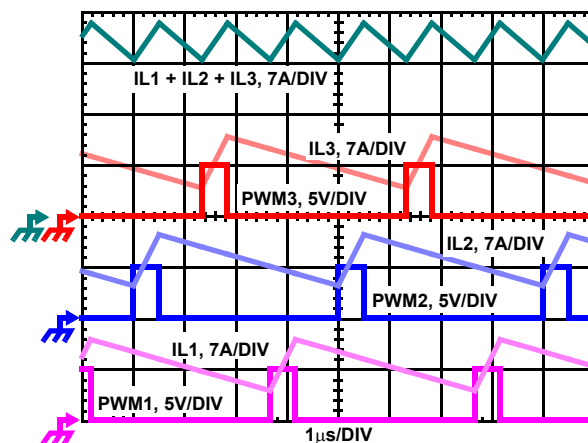 IL1 + IL2 + IL3, 7A/DIV
IL3, 7A/DIV
PWM3, 5V/DIV
IL2, 7A/DIV
PWM2, 5V/DIV
IL1, 7A/DIV
PWM1, 5V/DIV
1µs/DIV